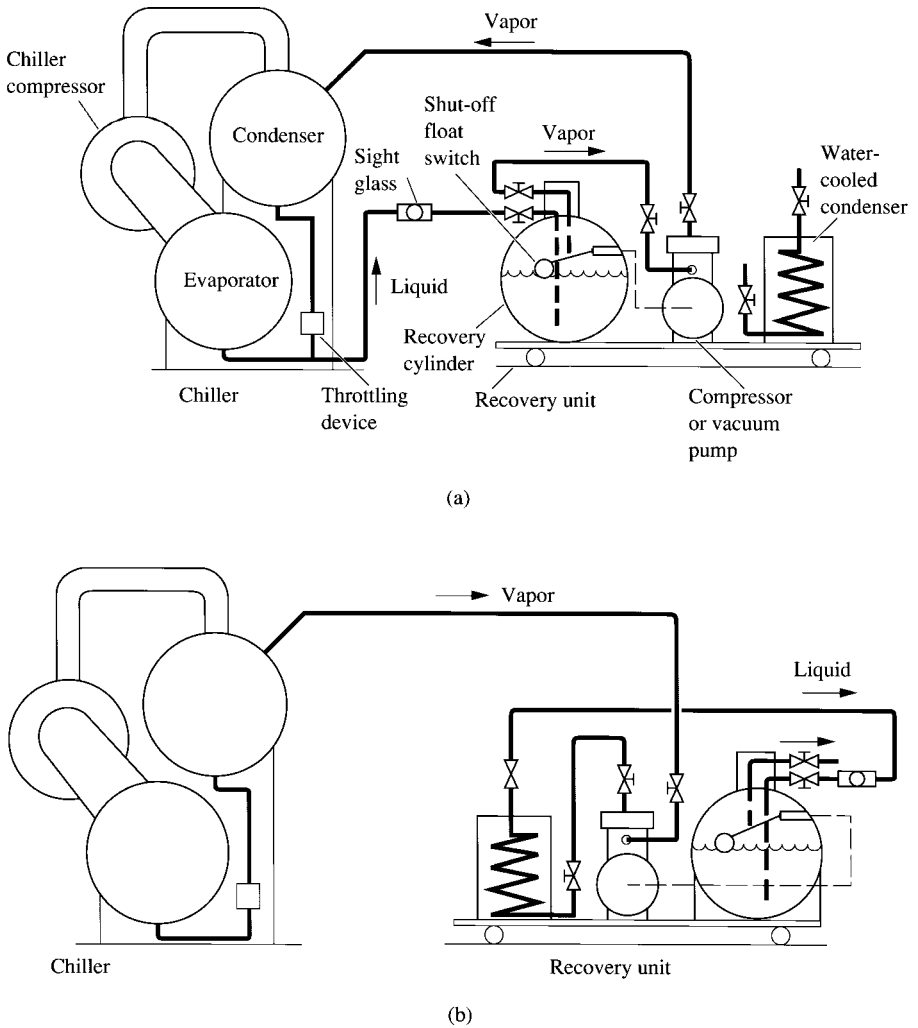 Vapor
Chiller
compressor
Condenser
Shut-off
float
switch
Vapor
Sight
glass
Water-
cooled
condenser
Evaporator
Liquid
Recovery
cylinder
Chiller
Throttling
device
Recovery unit
Compressor
or vacuum
pump
(a)
Vapor
Liquid
Chiller
Recovery unit
(b)